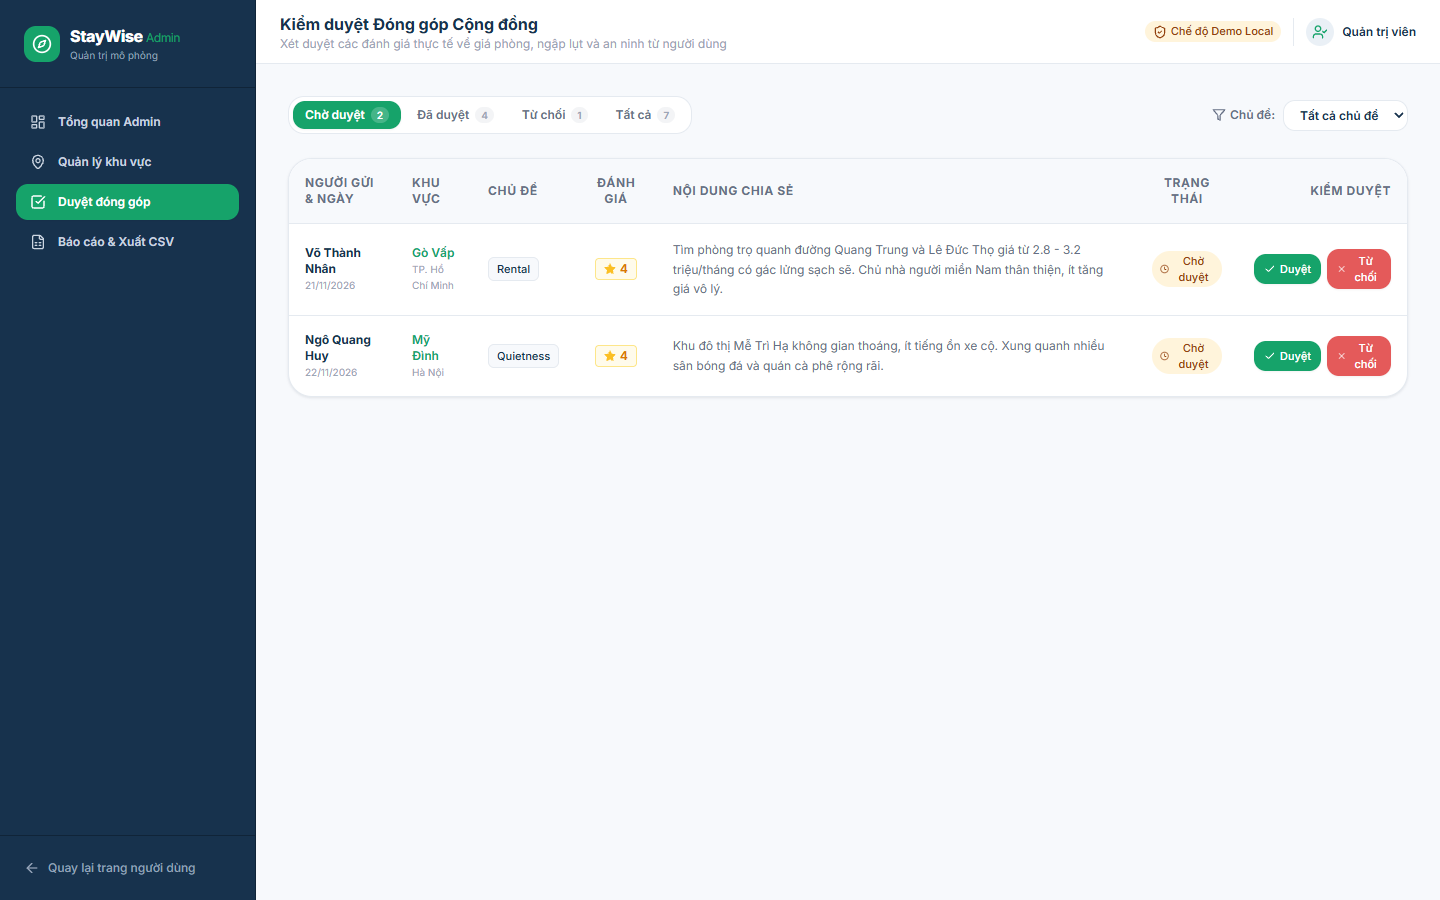 StayWise Admin
Quản trị mô phỏng
Tổng quan Admin
Quản lý khu vực
Duyệt đóng góp
Báo cáo & Xuất CSV
Quay lại trang người dùng
Kiểm duyệt Đóng góp Cộng đồng
Xét duyệt các đánh giá thực tế về giá phòng, ngập lụt và an ninh từ người dùng
Chế độ Demo Local
Quản trị viên
Chờ duyệt 2
Đã duyệt 4
Từ chối 1
Tất cả 7
Chủ đề:
Tất cả chủ đề
NGƯỜI GỬI
& NGÀY
KHU
VỰC
CHỦ ĐỀ
ĐÁNH
GIÁ
NỘI DUNG CHIA SẺ
TRẠNG
THÁI
KIỂM DUYỆT
Võ Thành
Nhân
21/11/2026
Gò Vấp
TP. Hồ
Chí Minh
Rental
4
Tìm phòng trọ quanh đường Quang Trung và Lê Đức Thọ giá từ 2.8 - 3.2
triệu/tháng có gác lửng sạch sẽ. Chủ nhà người miền Nam thân thiện, ít tăng
giá vô lý.
Chờ
duyệt
Duyệt
Từ
chối
Ngô Quang
Huy
22/11/2026
Mỹ
Đình
Hà Nội
Quietness
4
Khu đô thị Mễ Trì Hạ không gian thoáng, ít tiếng ồn xe cộ. Xung quanh nhiều
sân bóng đá và quán cà phê rộng rãi.
Chờ
duyệt
Duyệt
Từ
chối